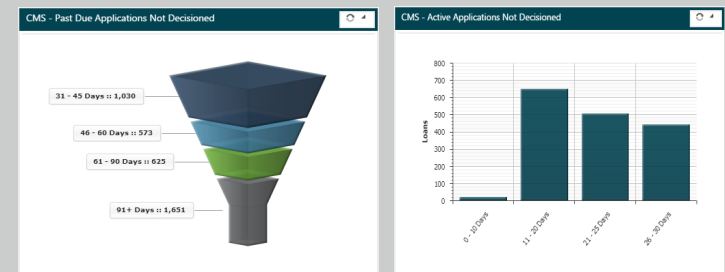 CMS - Past Due Applications Not Decisioned
31 - 45 Days :: 1,030
46 - 60 Days :: 573
61 - 90 Days :: 625
91+ Days :: 1,651
CMS - Active Applications Not Decisioned
800
700
600
500
400
300
200
100
0
Loans
0 - 10 Days
11 - 20 Days
21 - 25 Days
26 - 30 Days